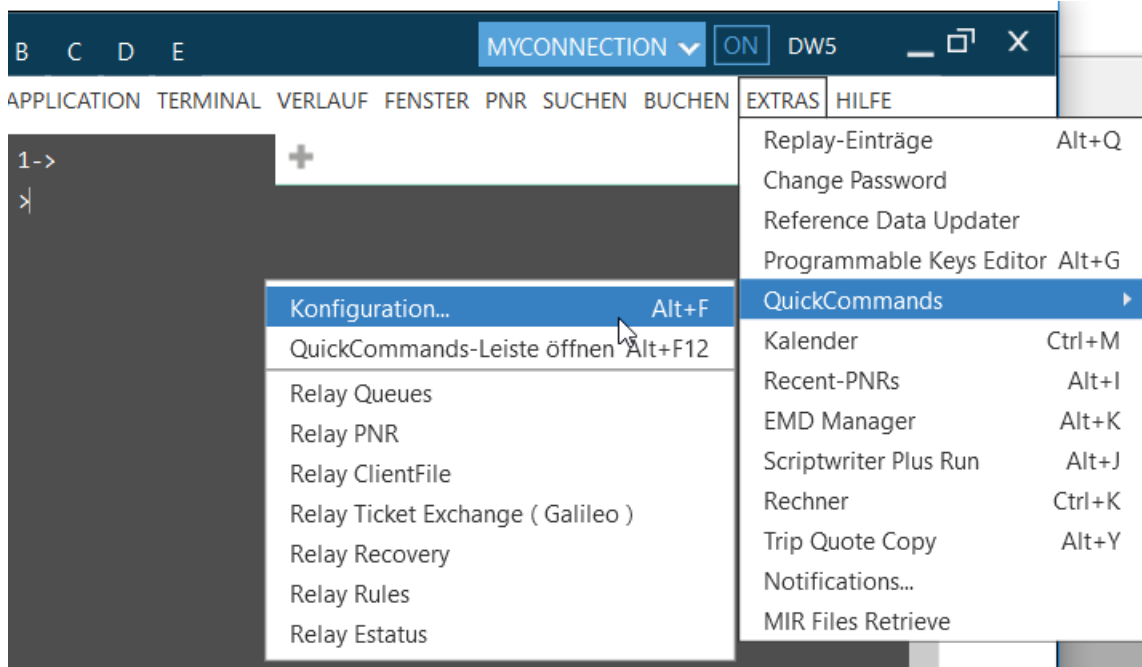 B C D E MYCONNECTION ON DW5
APPLICATION TERMINAL VERLAUF FENSTER PNR SUCHEN BUCHEN EXTRAS HILFE
1->
>
Replay-Einträge Alt+Q
Change Password
Reference Data Updater
Programmable Keys Editor Alt+G
QuickCommands
Kalender Ctrl+M
Recent-PNRs Alt+I
EMD Manager Alt+K
Scriptwriter Plus Run Alt+J
Rechner Ctrl+K
Trip Quote Copy Alt+Y
Notifications...
MIR Files Retrieve
Konfiguration... Alt+F
QuickCommands-Leiste öffnen Alt+F12
Relay Queues
Relay PNR
Relay ClientFile
Relay Ticket Exchange ( Galileo )
Relay Recovery
Relay Rules
Relay Estatus